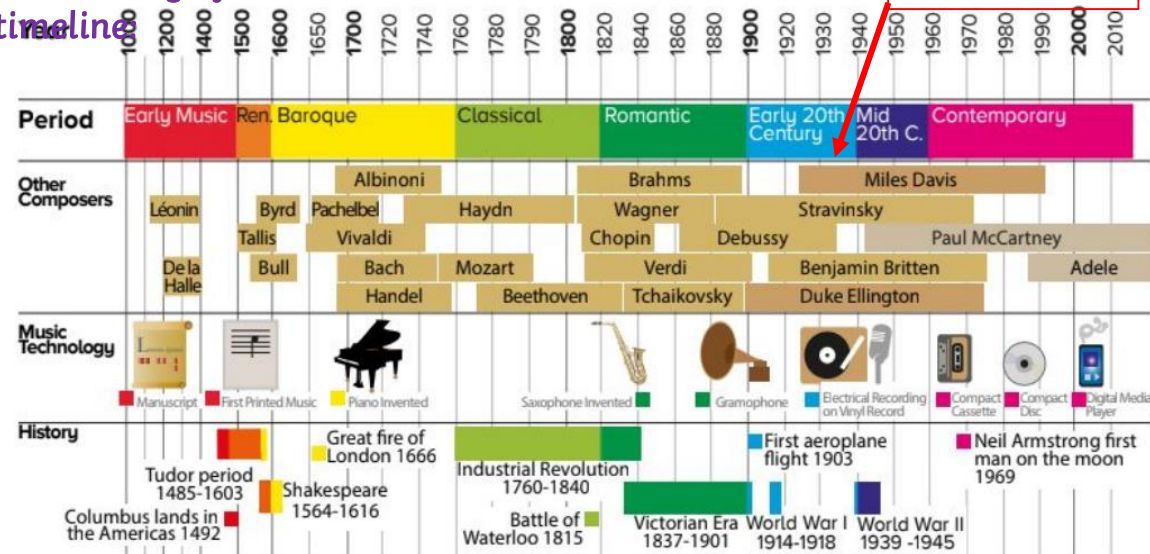 timeline
Year
1000 1200 1400 1500 1600 1650 1700 1720 1740 1760 1780 1790 1800 1820 1840 1860 1880 1900 1920 1930 1940 1950 1960 1970 1980 1990 2000 2010
Period
Early Music Ren. Baroque Classical Romantic Early 20th Mid Contemporary
Century 20th C.
Other
Composers
Albinoni Brahms Miles Davis
Léonin Byrd Pachelbel Haydn Wagner Stravinsky
Tallis Vivaldi Chopin Debussy Paul McCartney
De la
Halle
Bull Bach Mozart Verdi Benjamin Britten Adele
Handel Beethoven Tchaikovsky Duke Ellington
Music
Technology
Manuscript
First Printed Music
Piano Invented
Saxophone Invented
Gramophone
Electrical Recording
on Vinyl Record
Compact
Cassette
Compact
Disc
Digital Media
Player
History
Tudor period
1485-1603
Great fire of
London 1666
Industrial Revolution
1760-1840
First aeroplane
flight 1903
Neil Armstrong first
man on the moon
1969
Shakespeare
1564-1616
Columbus lands in
the Americas 1492
Battle of
Waterloo 1815
Victorian Era
1837-1901
World War I
1914-1918
World War II
1939 -1945